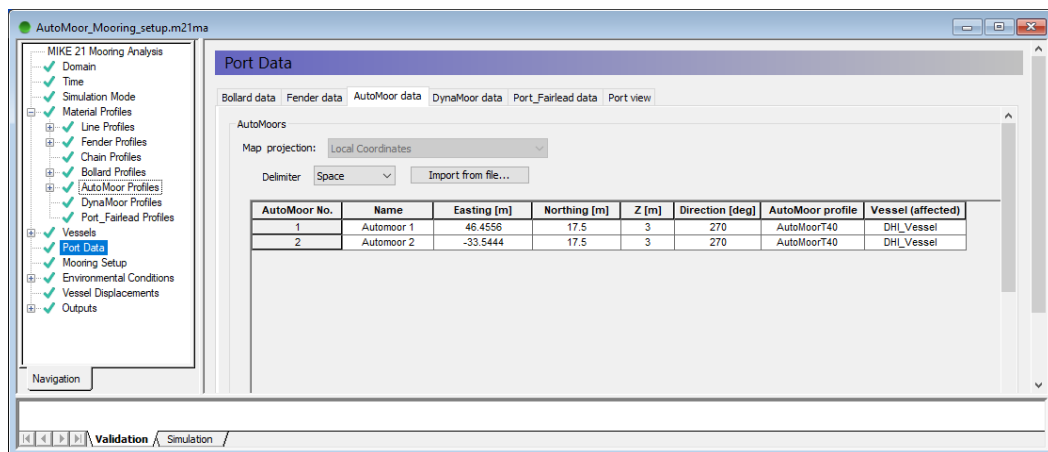 AutoMoor_Mooring_setup.m21ma
MIKE 21 Mooring Analysis
Domain
Time
Simulation Mode
Material Profiles
Line Profiles
Fender Profiles
Chain Profiles
Bollard Profiles
AutoMoor Profiles
DynaMoor Profiles
Port_Fairlead Profiles
Vessels
Port Data
Mooring Setup
Environmental Conditions
Vessel Displacements
Outputs
Navigation
Port Data
Bollard data Fender data AutoMoor data DynaMoor data Port_Fairlead data Port view
AutoMoors
Map projection: Local Coordinates
Delimiter Space Import from file...
AutoMoor No. Name Easting [m] Northing [m] Z [m] Direction [deg] AutoMoor profile Vessel (affected)
1 Automoor 1 46.4556 17.5 3 270 AutoMoorT40 DHI_Vessel
2 Automoor 2 -33.5444 17.5 3 270 AutoMoorT40 DHI_Vessel
Validation Simulation